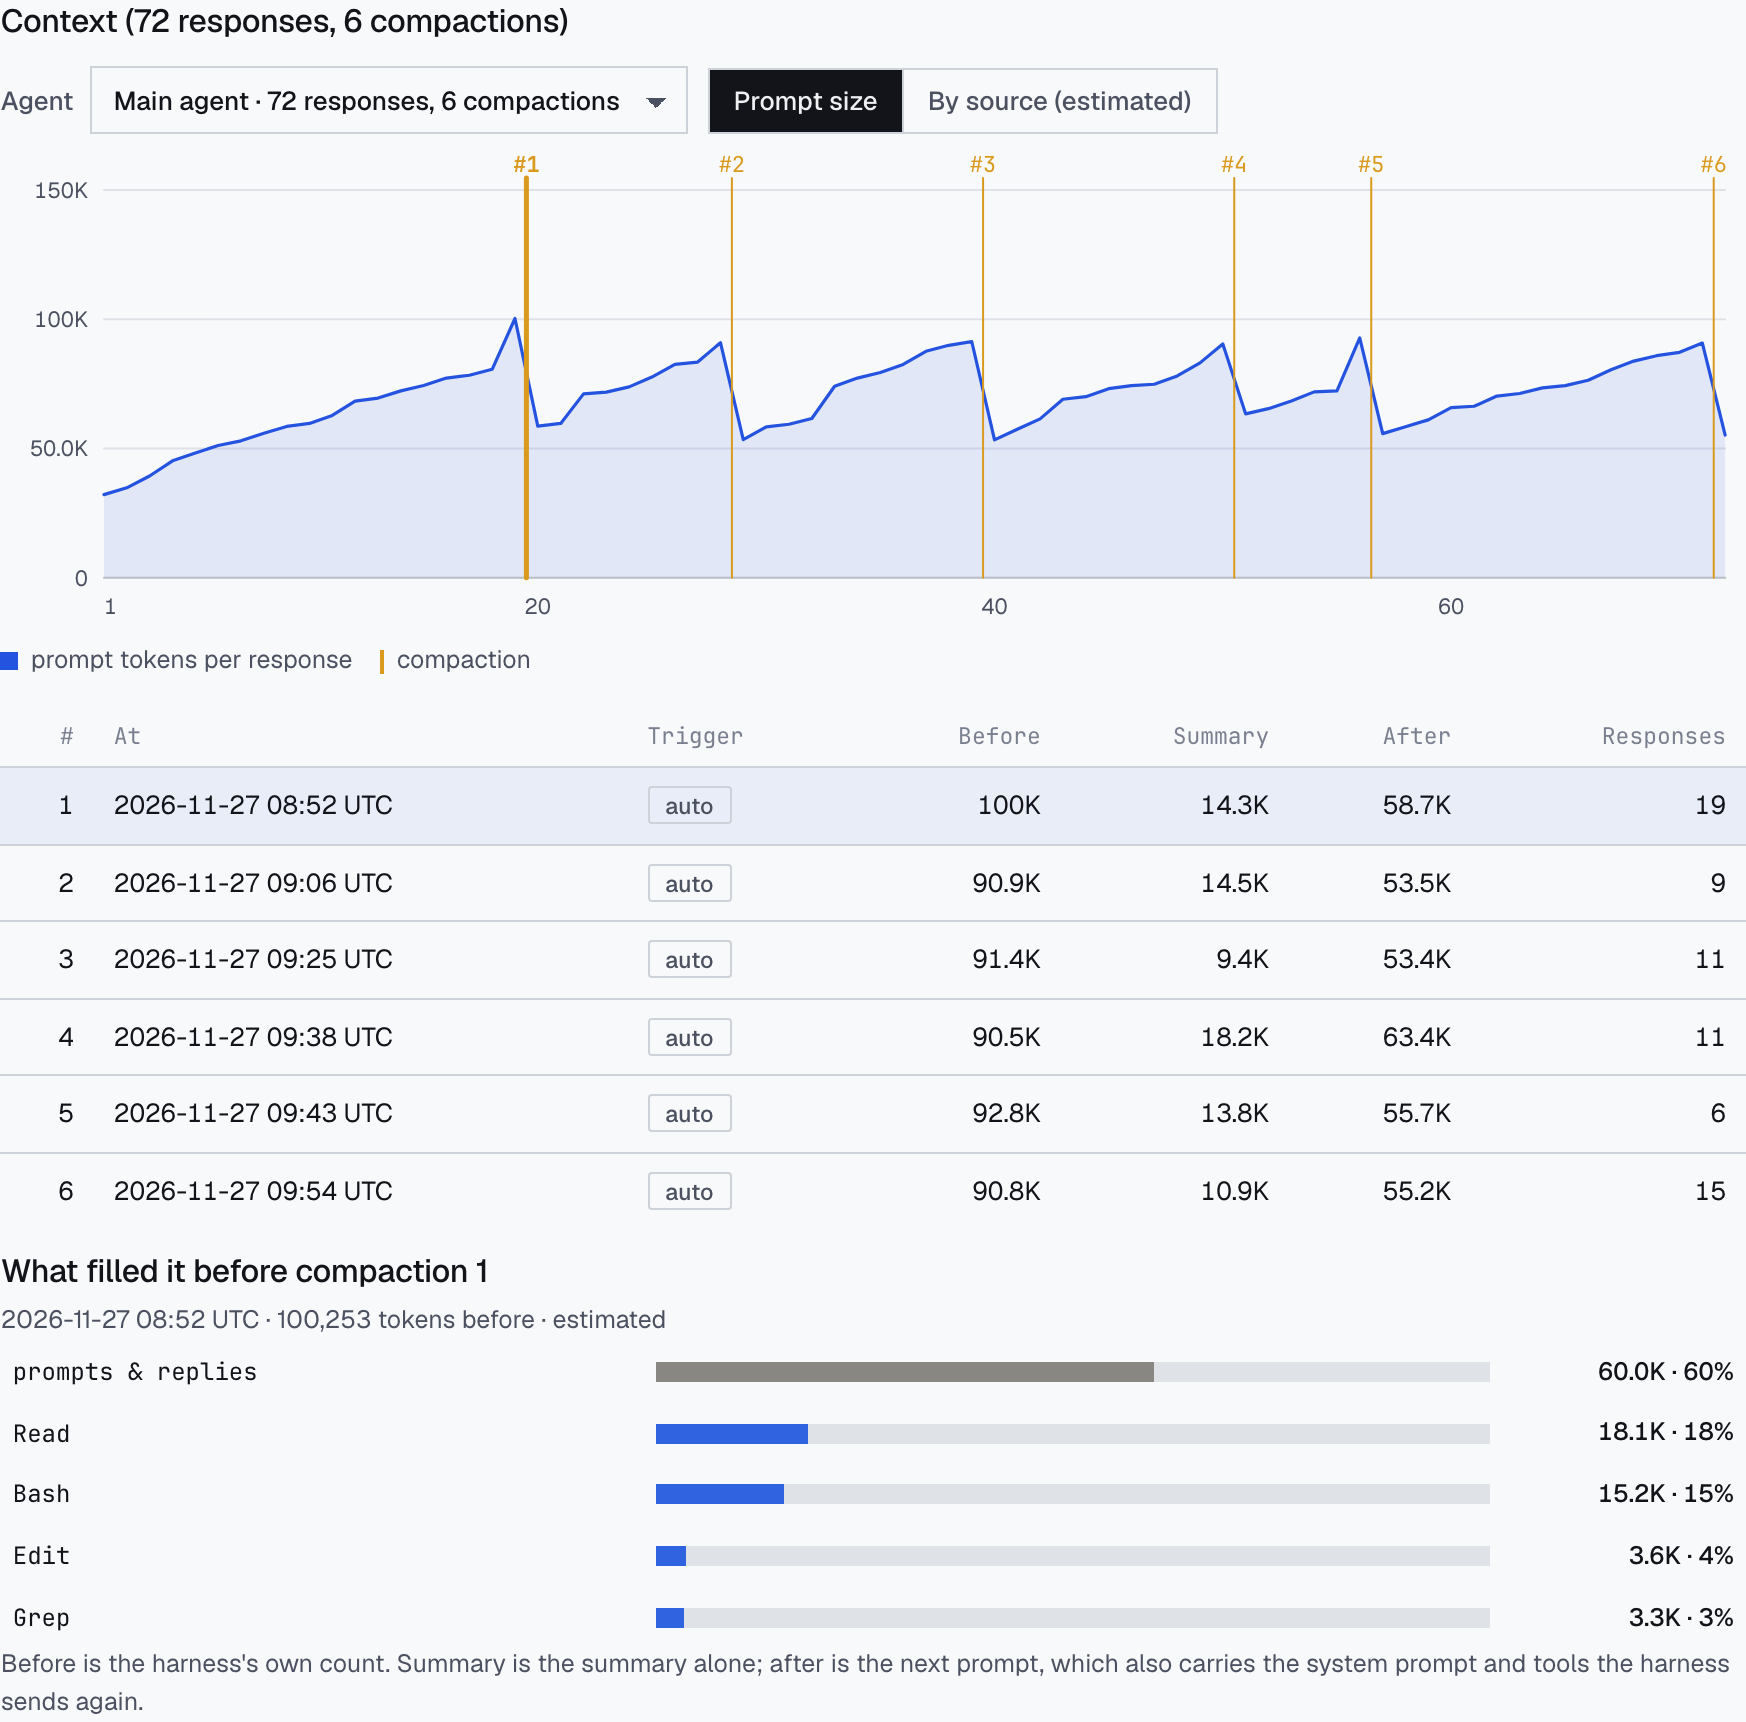 Context (72 responses, 6 compactions)
Agent
Main agent · 72 responses, 6 compactions
Prompt size
By source (estimated)
#1 #2 #3 #4 #5 #6
150K
100K
50.0K
0
1 20 40 60
prompt tokens per response
compaction
# At Trigger Before Summary After Responses
1 2026-11-27 08:52 UTC auto 100K 14.3K 58.7K 19
2 2026-11-27 09:06 UTC auto 90.9K 14.5K 53.5K 9
3 2026-11-27 09:25 UTC auto 91.4K 9.4K 53.4K 11
4 2026-11-27 09:38 UTC auto 90.5K 18.2K 63.4K 11
5 2026-11-27 09:43 UTC auto 92.8K 13.8K 55.7K 6
6 2026-11-27 09:54 UTC auto 90.8K 10.9K 55.2K 15
What filled it before compaction 1
2026-11-27 08:52 UTC · 100,253 tokens before · estimated
prompts & replies 60.0K · 60%
Read 18.1K · 18%
Bash 15.2K · 15%
Edit 3.6K · 4%
Grep 3.3K · 3%
Before is the harness's own count. Summary is the summary alone; after is the next prompt, which also carries the system prompt and tools the harness
sends again.